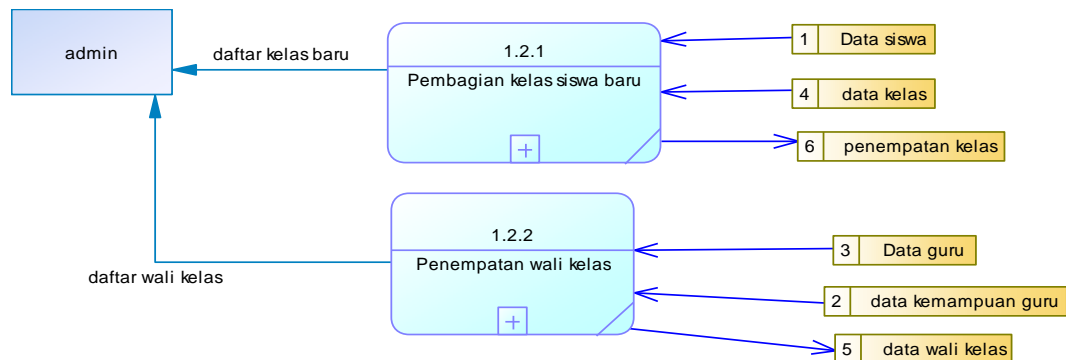 admin
daftar kelas baru
1.2.1
Pembagian kelas siswa baru
1 Data siswa
4 data kelas
6 penempatan kelas
daftar wali kelas
1.2.2
Penempatan wali kelas
3 Data guru
2 data kemampuan guru
5 data wali kelas